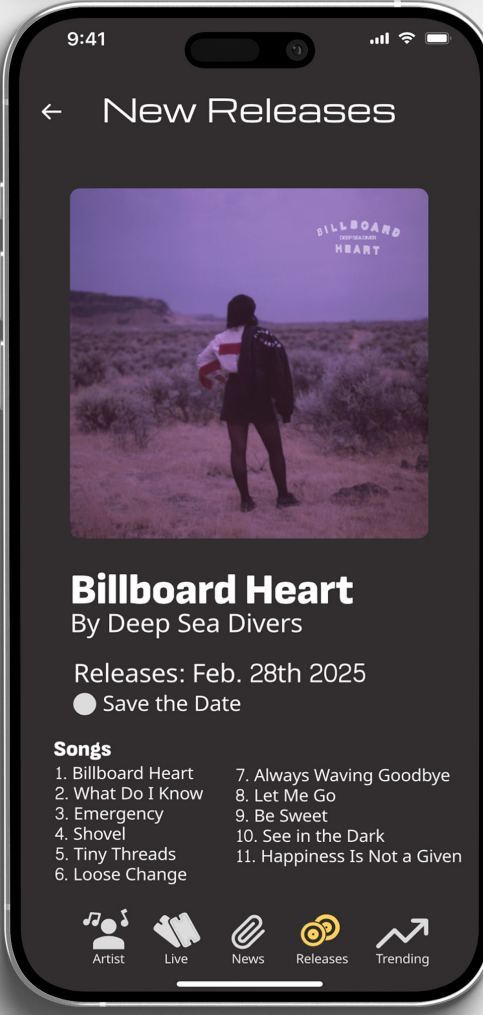 9:41
New Releases
BILLBOARD
DEEP SEA DIVER
HEART
Billboard Heart
By Deep Sea Divers
Releases: Feb. 28th 2025
Save the Date
Songs
1. Billboard Heart
2. What Do I Know
3. Emergency
4. Shovel
5. Tiny Threads
6. Loose Change
7. Always Waving Goodbye
8. Let Me Go
9. Be Sweet
10. See in the Dark
11. Happiness Is Not a Given
Artist
Live
News
Releases
Trending